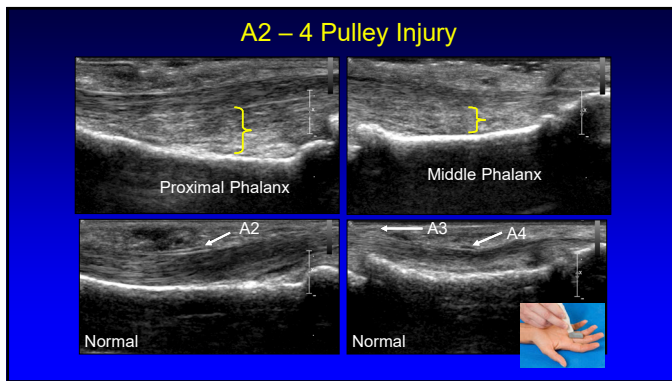 A2 – 4 Pulley Injury
Proximal Phalanx
Middle Phalanx
A2
A3
A4
Normal
Normal